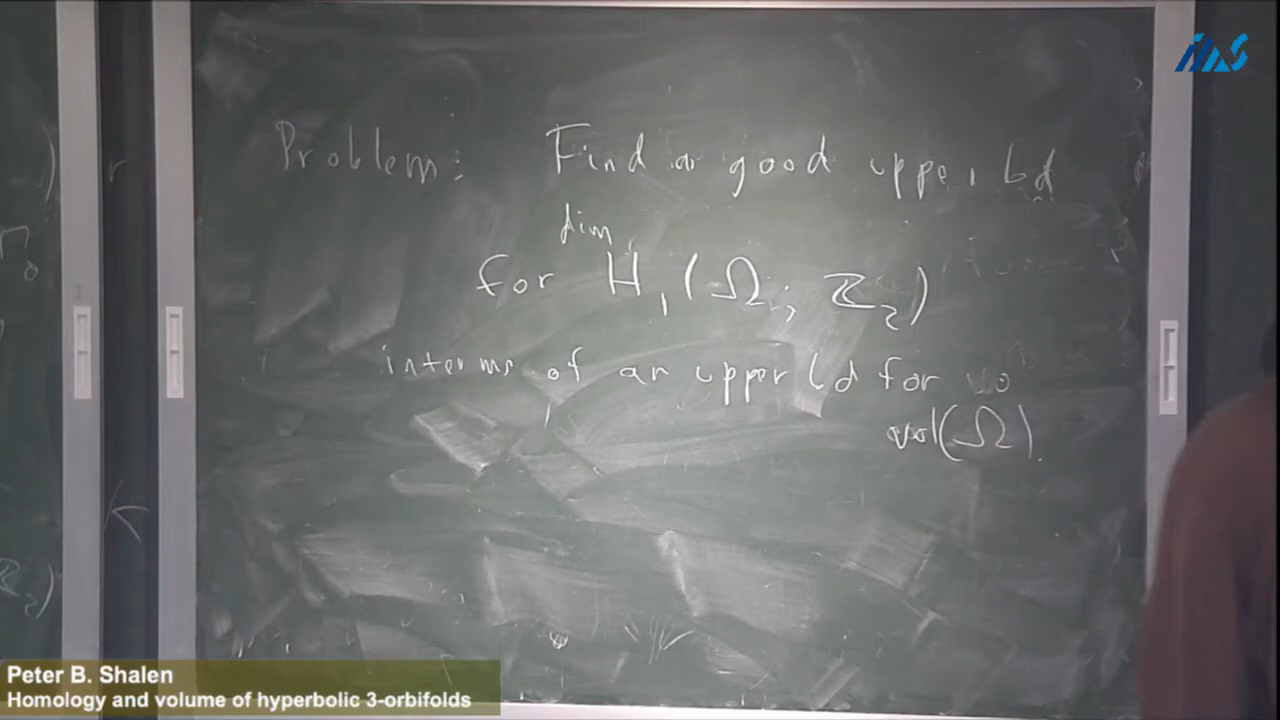 IAS
Problem: Find a good upper bd
dim
for H₁(Ω; ℤ₂)
in terms of an upper bd for
vol(Ω).
r
K
Peter B. Shalen
Homology and volume of hyperbolic 3-orbifolds